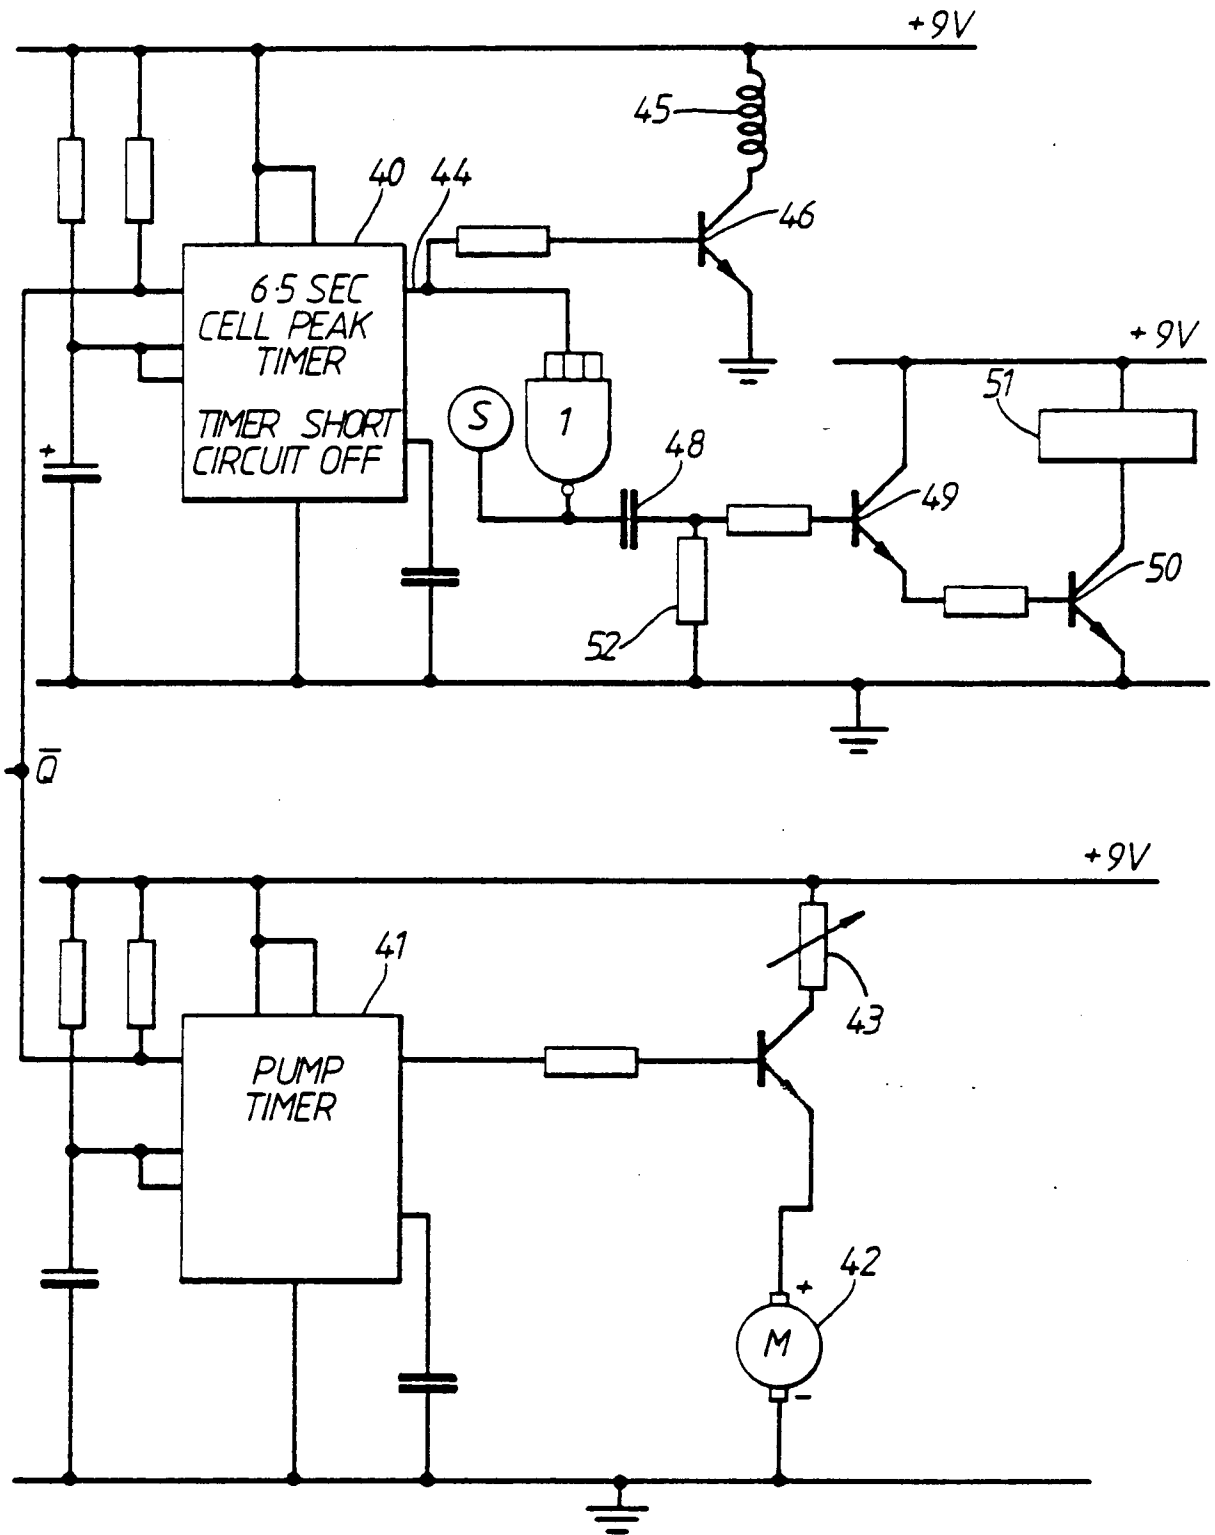 +9V
45
40
44
46
6·5 SEC
CELL PEAK
TIMER
TIMER SHORT
CIRCUIT OFF
+9V
51
S
1
48
49
+
50
52
Q̅
+9V
41
43
PUMP
TIMER
42
+
M
−